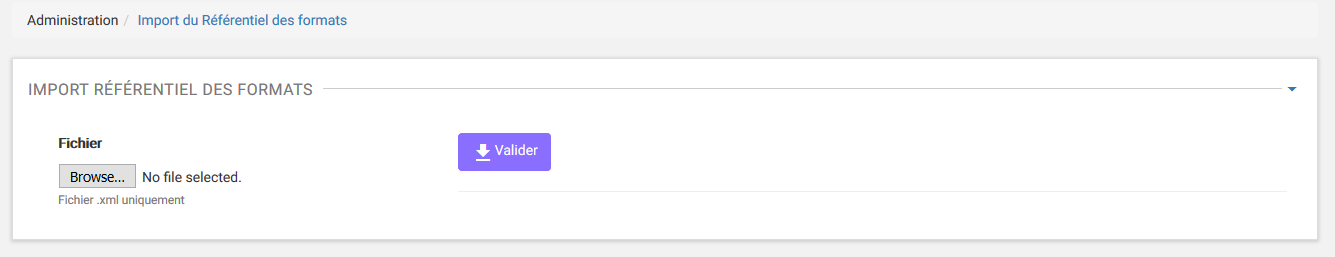 Administration / Import du Référentiel des formats
IMPORT RÉFÉRENTIEL DES FORMATS
Fichier
Valider
Browse... No file selected.
Fichier .xml uniquement